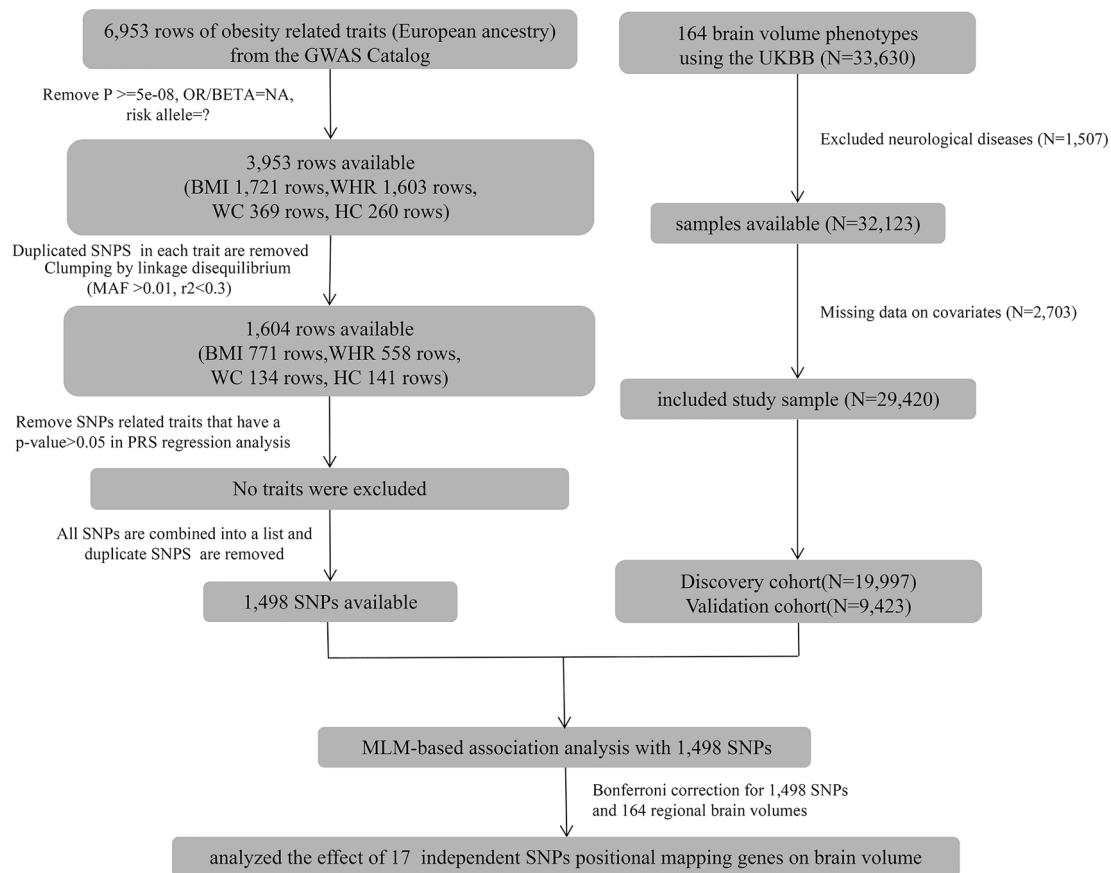 6,953 rows of obesity related traits (European ancestry)
from the GWAS Catalog
Remove P >=5e-08, OR/BETA=NA,
risk allele=?
3,953 rows available
(BMI 1,721 rows,WHR 1,603 rows,
WC 369 rows, HC 260 rows)
Duplicated SNPS in each trait are removed
Clumping by linkage disequilibrium
(MAF >0.01, r2<0.3)
1,604 rows available
(BMI 771 rows,WHR 558 rows,
WC 134 rows, HC 141 rows)
Remove SNPs related traits that have a
p-value>0.05 in PRS regression analysis
No traits were excluded
All SNPs are combined into a list and
duplicate SNPS are removed
1,498 SNPs available
164 brain volume phenotypes
using the UKBB (N=33,630)
Excluded neurological diseases (N=1,507)
samples available (N=32,123)
Missing data on covariates (N=2,703)
included study sample (N=29,420)
Discovery cohort(N=19,997)
Validation cohort(N=9,423)
MLM-based association analysis with 1,498 SNPs
Bonferroni correction for 1,498 SNPs
and 164 regional brain volumes
analyzed the effect of 17 independent SNPs positional mapping genes on brain volume